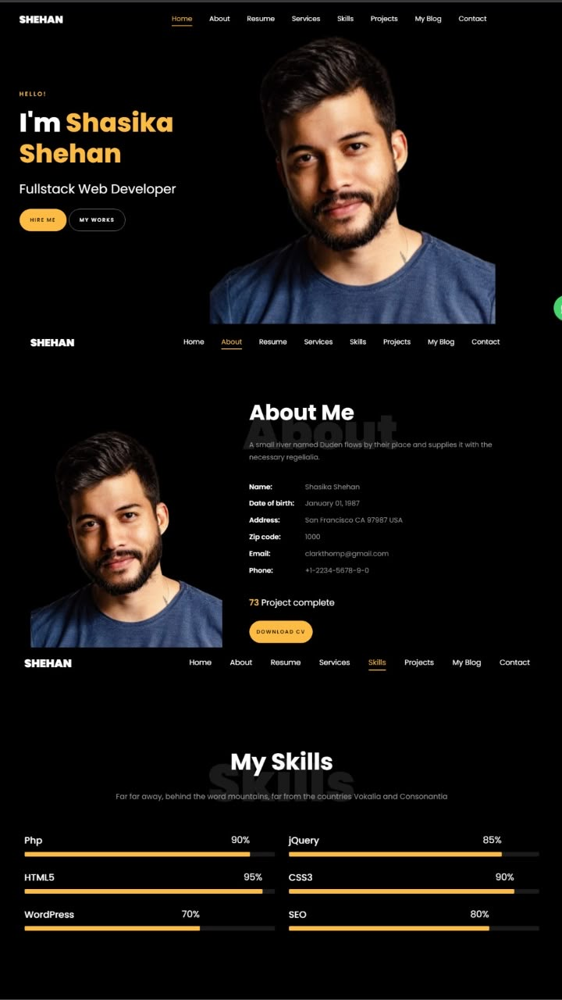 SHEHAN
Home About Resume Services Skills Projects My Blog Contact
HELLO!
I'm Shasika
Shehan
Fullstack Web Developer
HIRE ME MY WORKS
SHEHAN
Home About Resume Services Skills Projects My Blog Contact
About
About Me
A small river named Duden flows by their place and supplies it with the
necessary regelialia.
Name: Shasika Shehan
Date of birth: January 01, 1987
Address: San Francisco CA 97987 USA
Zip code: 1000
Email: clarkthomp@gmail.com
Phone: +1-2234-5678-9-0
73 Project complete
DOWNLOAD CV
SHEHAN
Home About Resume Services Skills Projects My Blog Contact
Skills
My Skills
Far far away, behind the word mountains, far from the countries Vokalia and Consonantia
Php 90% jQuery 85%
HTML5 95% CSS3 90%
WordPress 70% SEO 80%